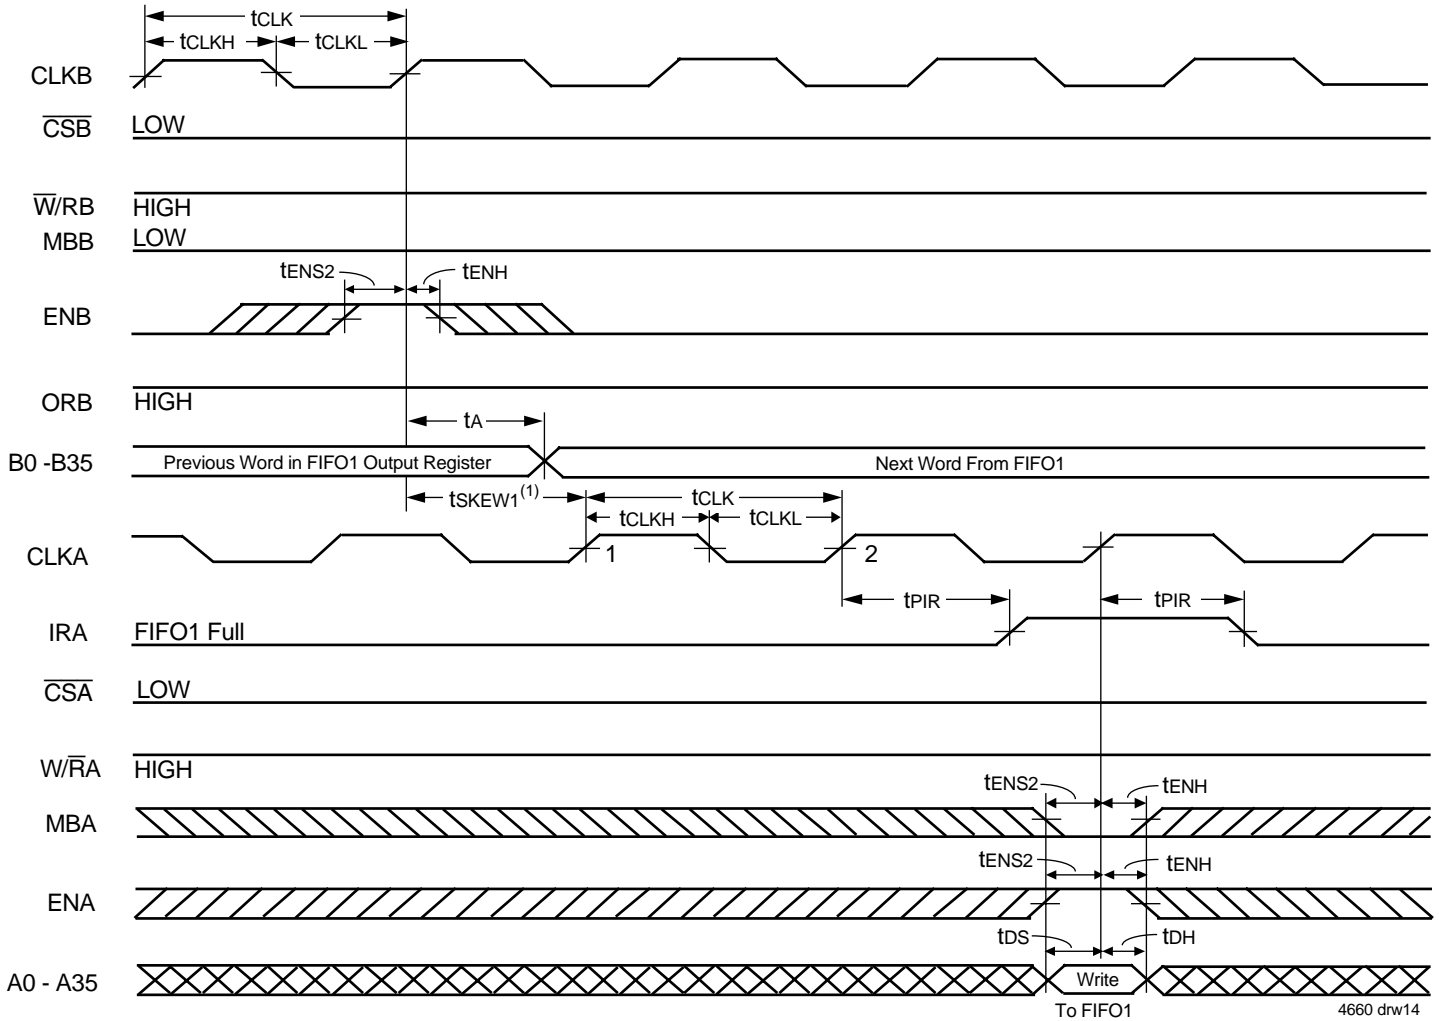 tCLK
tCLKH tCLKL
CLKB
CSB LOW
W/RB HIGH
MBB LOW
tENS2 tENH
ENB
ORB HIGH
tA
B0 -B35 Previous Word in FIFO1 Output Register Next Word From FIFO1
tSKEW1(1) tCLK
tCLKH tCLKL
CLKA 1 2
tPIR tPIR
IRA FIFO1 Full
CSA LOW
W/RA HIGH
tENS2 tENH
MBA
tENS2 tENH
ENA
tDS tDH
A0 - A35 Write
To FIFO1 4660 drw14